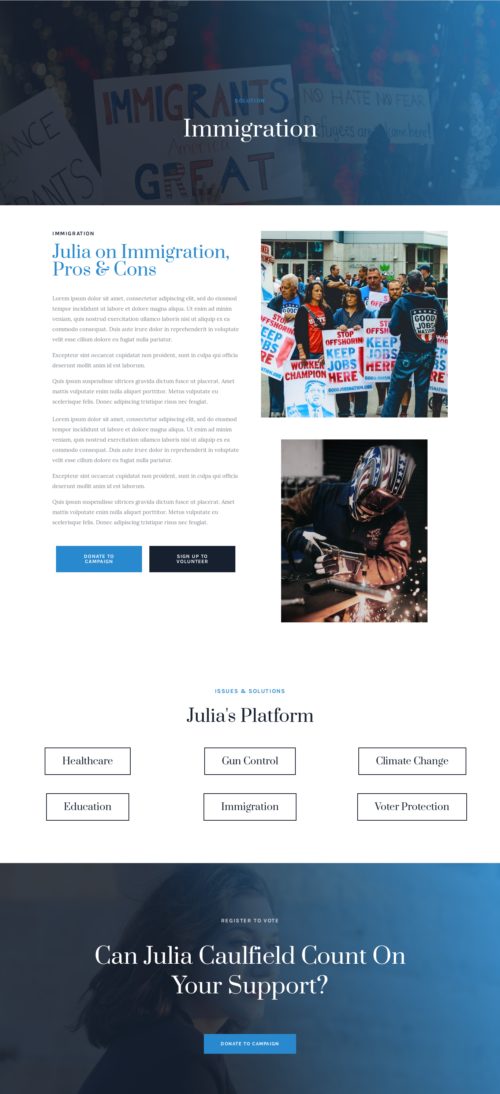 SOLUTION
IMMIGRANTS
America
GREAT
NO HATE NO FEAR
Refugees are welcome here!
ANCE
RANTS
Immigration
IMMIGRATION
Julia on Immigration,
Pros & Cons
Lorem ipsum dolor sit amet, consectetur adipiscing elit, sed do eiusmod
tempor incididunt ut labore et dolore magna aliqua. Ut enim ad minim
veniam, quis nostrud exercitation ullamco laboris nisi ut aliquip ex ea
commodo consequat. Duis aute irure dolor in reprehenderit in voluptate
velit esse cillum dolore eu fugiat nulla pariatur.
Excepteur sint occaecat cupidatat non proident, sunt in culpa qui officia
deserunt mollit anim id est laborum.
Quis ipsum suspendisse ultrices gravida dictum fusce ut placerat. Amet
mattis vulputate enim nulla aliquet porttitor. Metus vulputate eu
scelerisque felis. Donec adipiscing tristique risus nec feugiat.
Lorem ipsum dolor sit amet, consectetur adipiscing elit, sed do eiusmod
tempor incididunt ut labore et dolore magna aliqua. Ut enim ad minim
veniam, quis nostrud exercitation ullamco laboris nisi ut aliquip ex ea
commodo consequat. Duis aute irure dolor in reprehenderit in voluptate
velit esse cillum dolore eu fugiat nulla pariatur.
Excepteur sint occaecat cupidatat non proident, sunt in culpa qui officia
deserunt mollit anim id est laborum.
Quis ipsum suspendisse ultrices gravida dictum fusce ut placerat. Amet
mattis vulputate enim nulla aliquet porttitor. Metus vulputate eu
scelerisque felis. Donec adipiscing tristique risus nec feugiat.
DONATE TO
CAMPAIGN
SIGN UP TO
VOLUNTEER
STOP
OFFSHORING
KEEP
JOBS
HERE
WORKER
CHAMPION
STOP
OFFSHORIN
KEEP
JOBS
HERE
GOOD
JOBS
NATION
ISSUES & SOLUTIONS
Julia's Platform
Healthcare
Gun Control
Climate Change
Education
Immigration
Voter Protection
REGISTER TO VOTE
Can Julia Caulfield Count On
Your Support?
DONATE TO CAMPAIGN